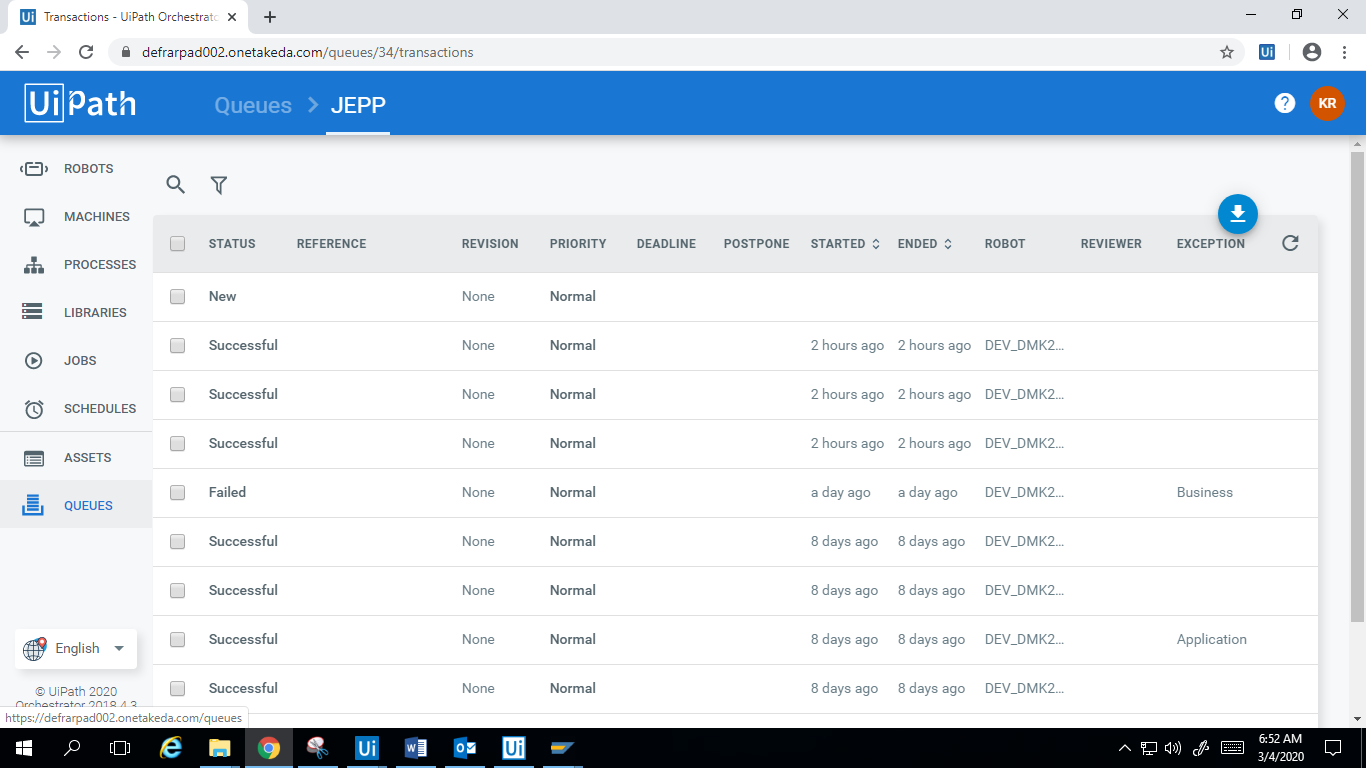 Transactions - UiPath Orchestrato
defrarpad002.onetakeda.com/queues/34/transactions
UiPath Queues > JEPP KR
ROBOTS
MACHINES
PROCESSES
LIBRARIES
JOBS
SCHEDULES
ASSETS
QUEUES
STATUS REFERENCE REVISION PRIORITY DEADLINE POSTPONE STARTED ENDED ROBOT REVIEWER EXCEPTION
New None Normal
Successful None Normal 2 hours ago 2 hours ago DEV_DMK2...
Successful None Normal 2 hours ago 2 hours ago DEV_DMK2...
Successful None Normal 2 hours ago 2 hours ago DEV_DMK2...
Failed None Normal a day ago a day ago DEV_DMK2... Business
Successful None Normal 8 days ago 8 days ago DEV_DMK2...
Successful None Normal 8 days ago 8 days ago DEV_DMK2...
Successful None Normal 8 days ago 8 days ago DEV_DMK2... Application
Successful None Normal 8 days ago 8 days ago DEV_DMK2...
English
© UiPath 2020
Orchestrator 2018.4.3
https://defrarpad002.onetakeda.com/queues
6:52 AM
3/4/2020